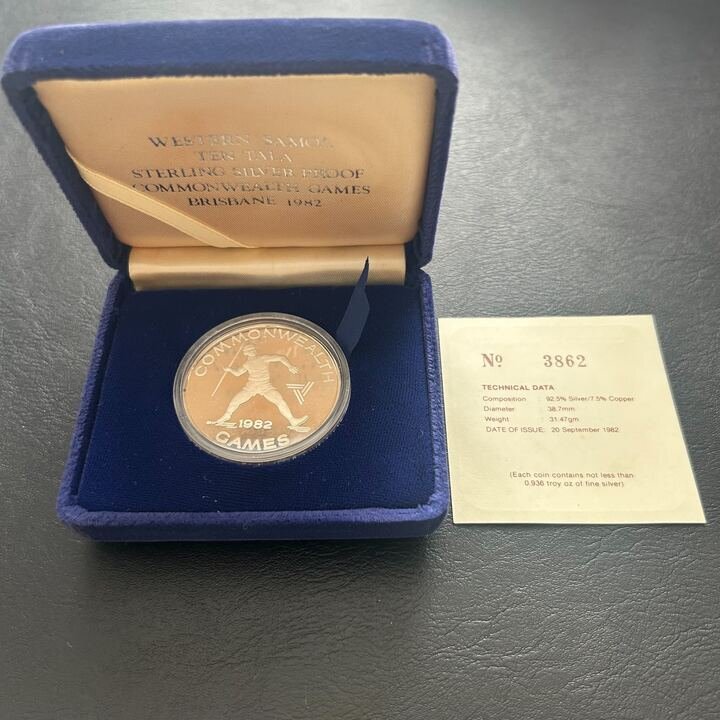 WESTERN SAMOA
TEN TALA
STERLING SILVER PROOF
COMMONWEALTH GAMES
BRISBANE 1982
COMMONWEALTH
1982
GAMES
No 3862
TECHNICAL DATA
Composition : 92.5% Silver/7.5% Copper
Diameter : 38.7mm
Weight : 31.47gm
DATE OF ISSUE: 20 September 1982
(Each coin contains not less than
0.936 troy oz of fine silver)